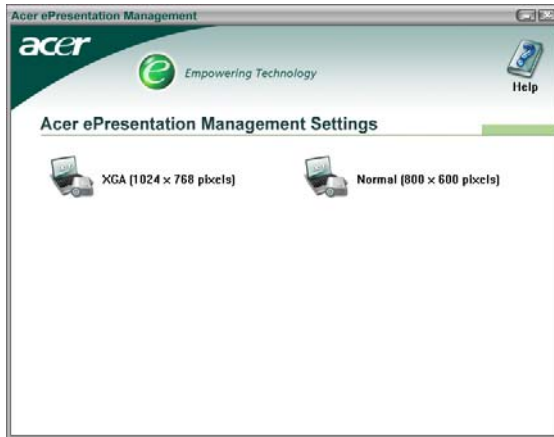 Acer ePresentation Management
acer
e Empowering Technology
Help
Acer ePresentation Management Settings
XGA (1024 x 768 pixels)
Normal (800 x 600 pixels)